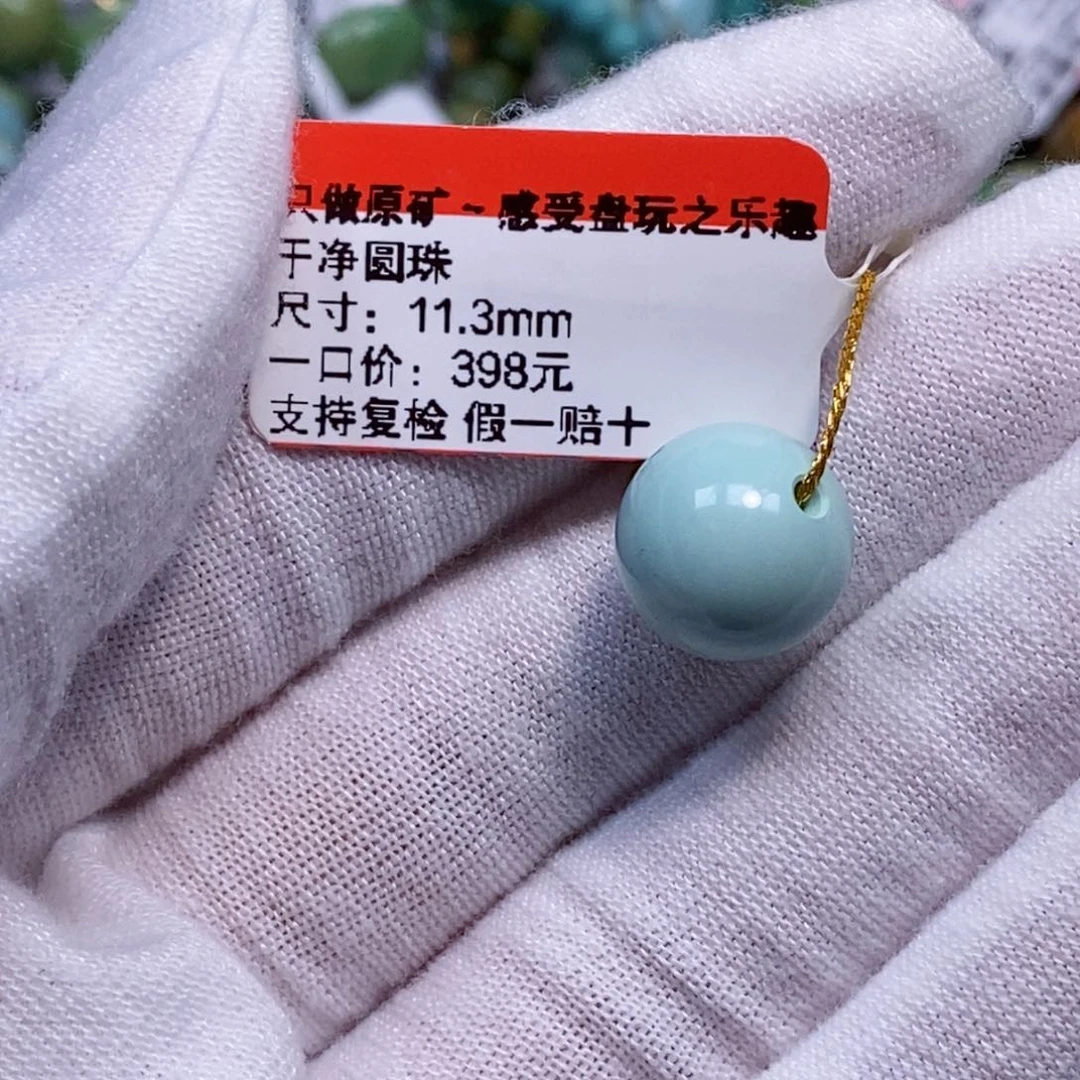 只做原矿~感受盘玩之乐趣
干净圆珠
尺寸：11.3mm
一口价：398元
支持复检 假一赔十